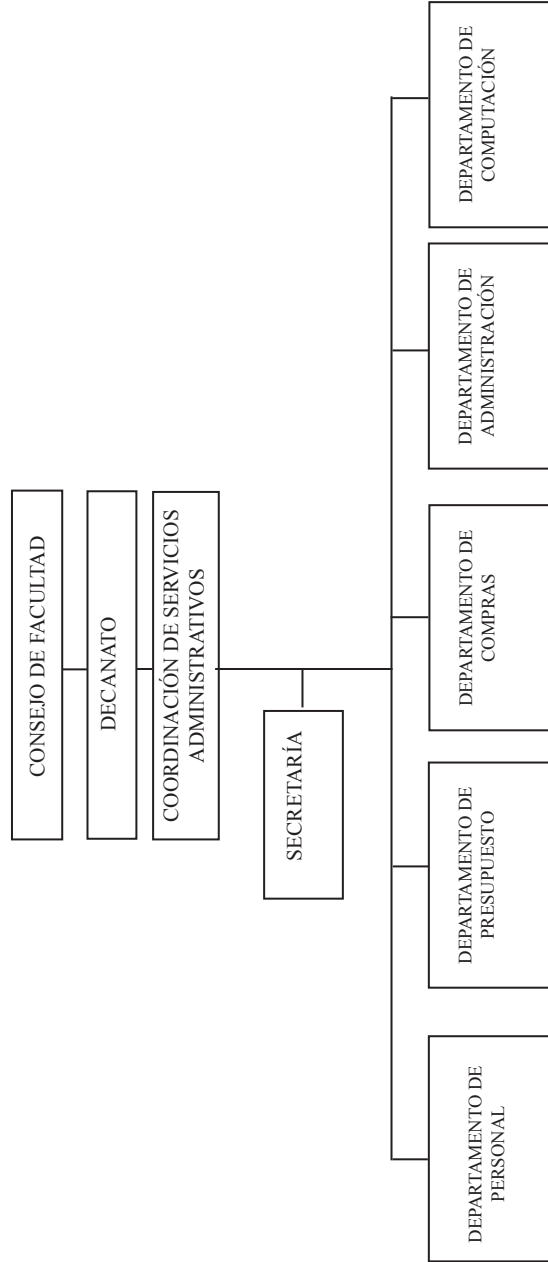 CONSEJO DE FACULTAD
DECANATO
COORDINACIÓN DE SERVICIOS
ADMINISTRATIVOS
SECRETARÍA
DEPARTAMENTO DE
PERSONAL
DEPARTAMENTO DE
PRESUPUESTO
DEPARTAMENTO DE
COMPRAS
DEPARTAMENTO DE
ADMINISTRACIÓN
DEPARTAMENTO DE
COMPUTACIÓN